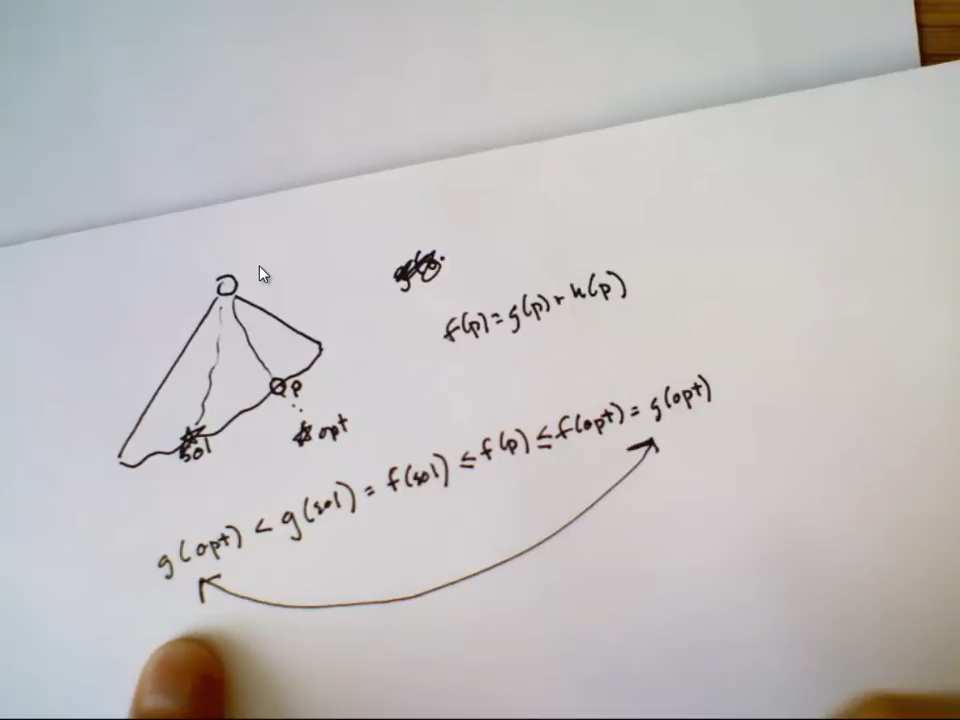 f(p) = g(p) + h(p)
p
opt
sol
g(opt) < g(sol) = f(sol) ≤ f(p) ≤ f(opt) = g(opt)